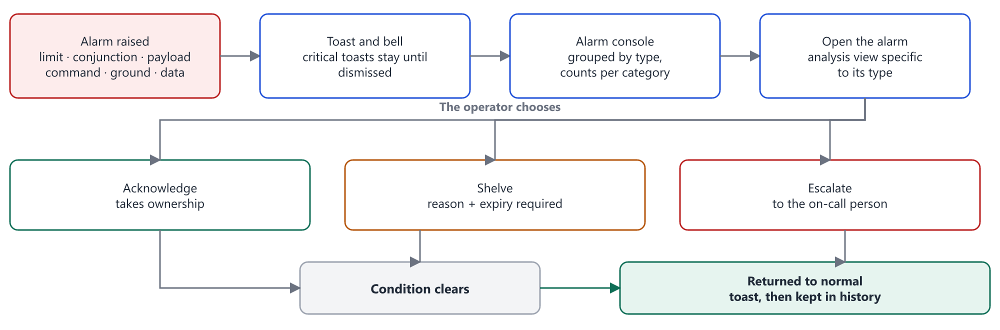 Alarm raised
limit · conjunction · payload
command · ground · data
Toast and bell
critical toasts stay until
dismissed
Alarm console
grouped by type,
counts per category
Open the alarm
analysis view specific
to its type
The operator chooses
Acknowledge
takes ownership
Shelve
reason + expiry required
Escalate
to the on-call person
Condition clears
Returned to normal
toast, then kept in history